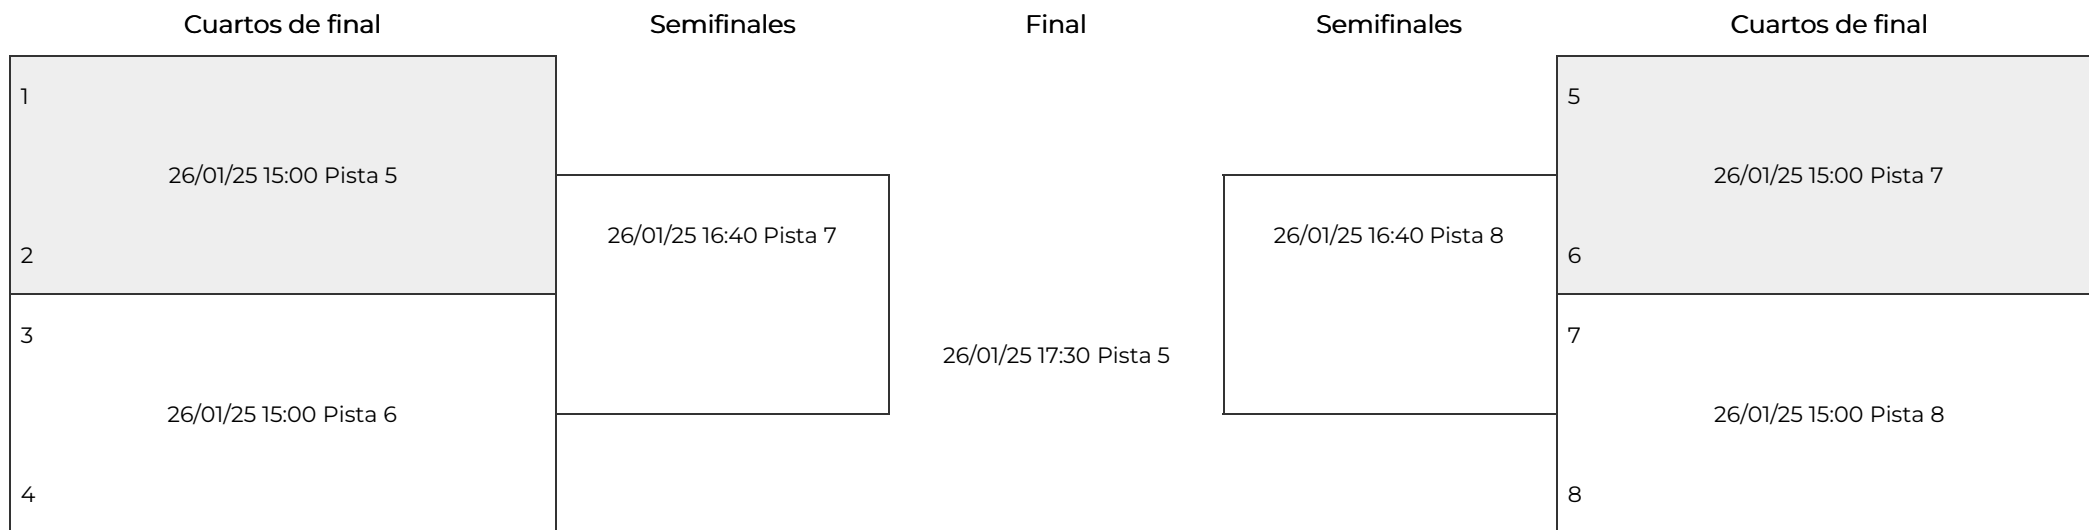 Cuartos de final
Semifinales
Final
Semifinales
Cuartos de final
1
26/01/25 15:00 Pista 5
2
3
26/01/25 15:00 Pista 6
4
26/01/25 16:40 Pista 7
26/01/25 17:30 Pista 5
26/01/25 16:40 Pista 8
5
26/01/25 15:00 Pista 7
6
7
26/01/25 15:00 Pista 8
8